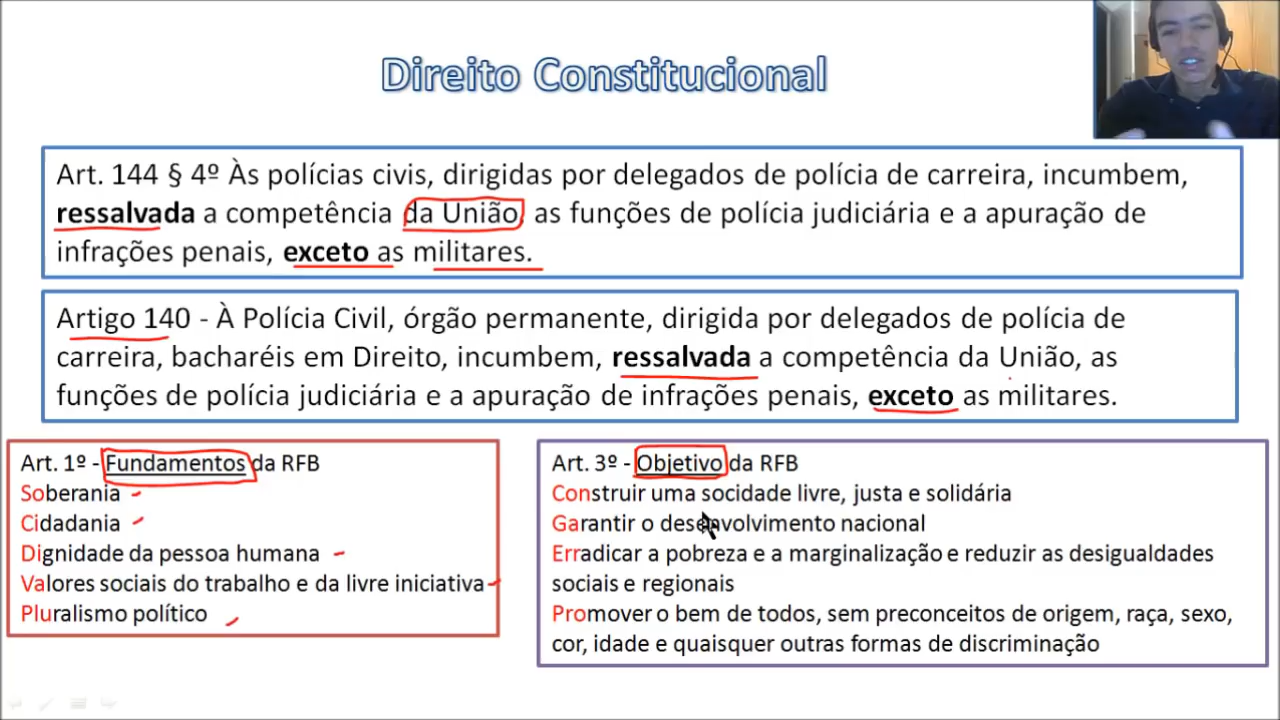 Direito Constitucional
Art. 144 § 4º Às polícias civis, dirigidas por delegados de polícia de carreira, incumbem,
ressalvada a competência da União, as funções de polícia judiciária e a apuração de
infrações penais, exceto as militares.
Artigo 140 - À Polícia Civil, órgão permanente, dirigida por delegados de polícia de
carreira, bacharéis em Direito, incumbem, ressalvada a competência da União, as
funções de polícia judiciária e a apuração de infrações penais, exceto as militares.
Art. 1º - Fundamentos da RFB
Soberania
Cidadania
Dignidade da pessoa humana
Valores sociais do trabalho e da livre iniciativa
Pluralismo político
Art. 3º - Objetivo da RFB
Construir uma socidade livre, justa e solidária
Garantir o desenvolvimento nacional
Erradicar a pobreza e a marginalização e reduzir as desigualdades
sociais e regionais
Promover o bem de todos, sem preconceitos de origem, raça, sexo,
cor, idade e quaisquer outras formas de discriminação